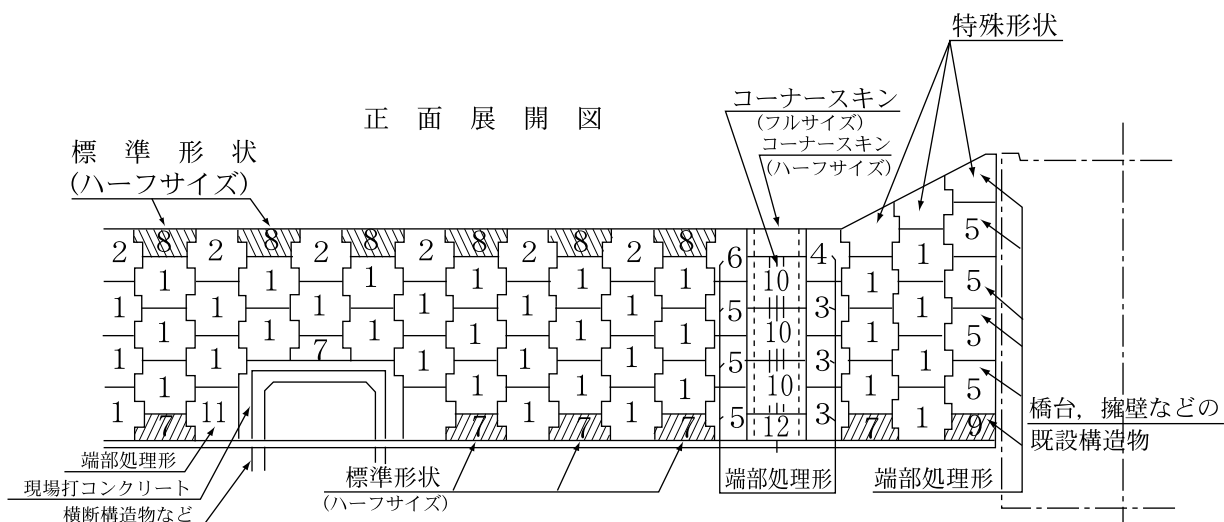 特殊形状
コーナースキン
(フルサイズ)
コーナースキン
(ハーフサイズ)
正面展開図
標準形状
(ハーフサイズ)
2 8 2 8 2 8 2 8 2 8 2 8 6 4 5
1 1 1 1 1 1 10 1 1 5
1 1 1 1 1 1 5 3 1
1 1 1 1 1 1 10 1 5
1 1 7 1 1 1 5 3 1
1 1 1 1 10 1 5
1 11 1 1 5 3 1
7 7 7 7 12 7 9
橋台，擁壁などの
既設構造物
端部処理形
現場打コンクリート
横断構造物など
標準形状
(ハーフサイズ)
端部処理形
端部処理形